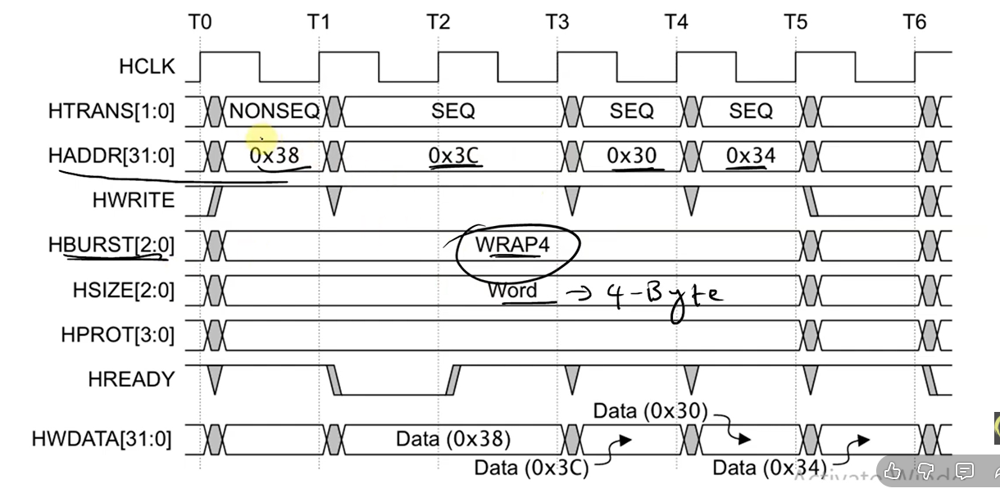 T0 T1 T2 T3 T4 T5 T6
HCLK
HTRANS[1:0] NONSEQ SEQ SEQ SEQ
HADDR[31:0] 0x38 0x3C 0x30 0x34
HWRITE
HBURST[2:0] WRAP4
HSIZE[2:0] Word → 4-Byte
HPROT[3:0]
HREADY
Data (0x30)
HWDATA[31:0] Data (0x38)
Data (0x3C) Data (0x34)